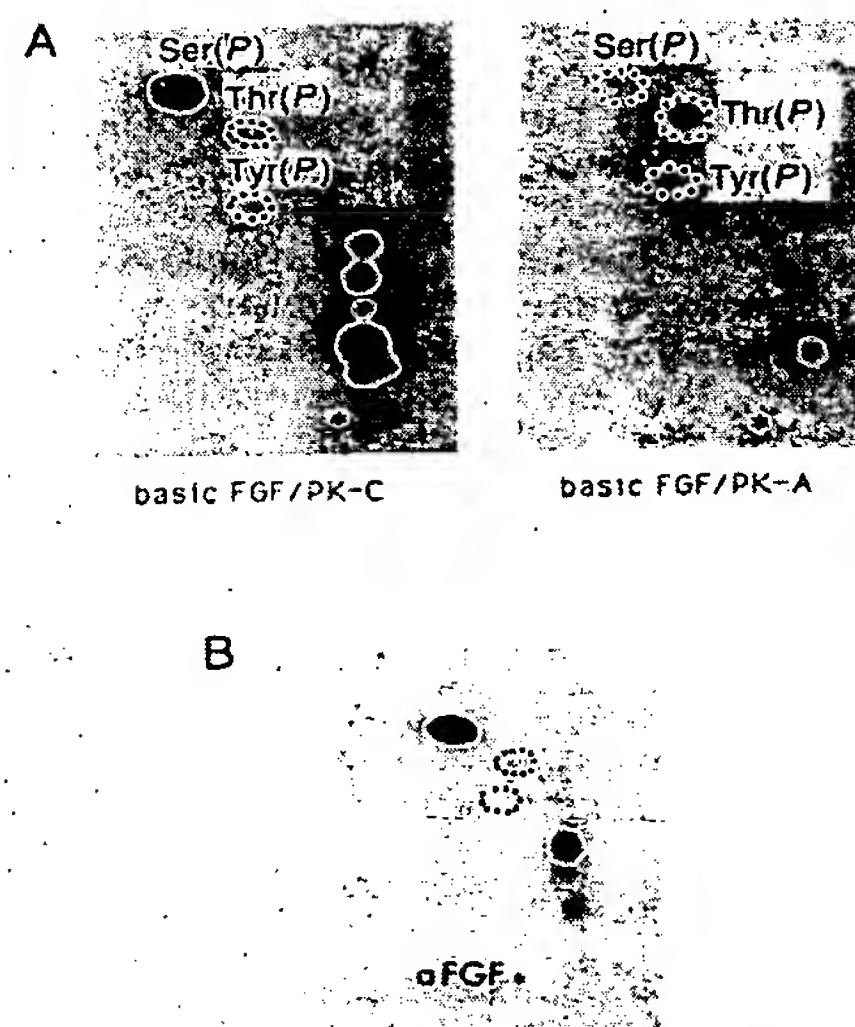 A
Ser(P)
Thr(P)
Tyr(P)
basic FGF/PK-C
Ser(P)
Thr(P)
Tyr(P)
basic FGF/PK-A
B
aFGF